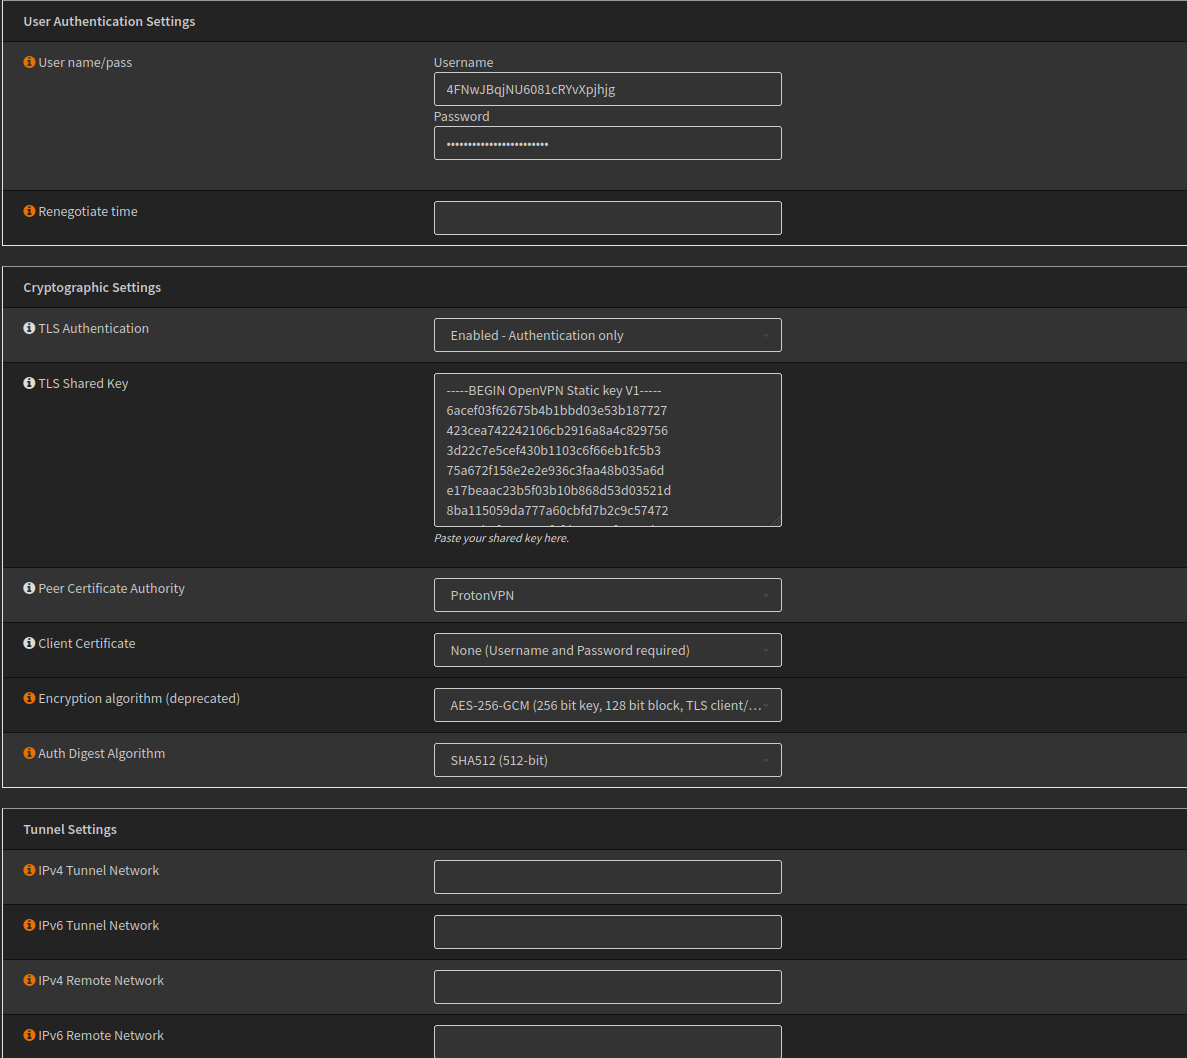 User Authentication Settings
User name/pass
Username
4FNwJBqjNU6081cRYvXpjhjg
Password
••••••••••••••••••••••••
Renegotiate time
Cryptographic Settings
TLS Authentication
Enabled - Authentication only
TLS Shared Key
-----BEGIN OpenVPN Static key V1-----
6acef03f62675b4b1bbd03e53b187727
423cea742242106cb2916a8a4c829756
3d22c7e5cef430b1103c6f66eb1fc5b3
75a672f158e2e2e936c3faa48b035a6d
e17beaac23b5f03b10b868d53d03521d
8ba115059da777a60cbfd7b2c9c57472
Paste your shared key here.
Peer Certificate Authority
ProtonVPN
Client Certificate
None (Username and Password required)
Encryption algorithm (deprecated)
AES-256-GCM (256 bit key, 128 bit block, TLS client/...
Auth Digest Algorithm
SHA512 (512-bit)
Tunnel Settings
IPv4 Tunnel Network
IPv6 Tunnel Network
IPv4 Remote Network
IPv6 Remote Network